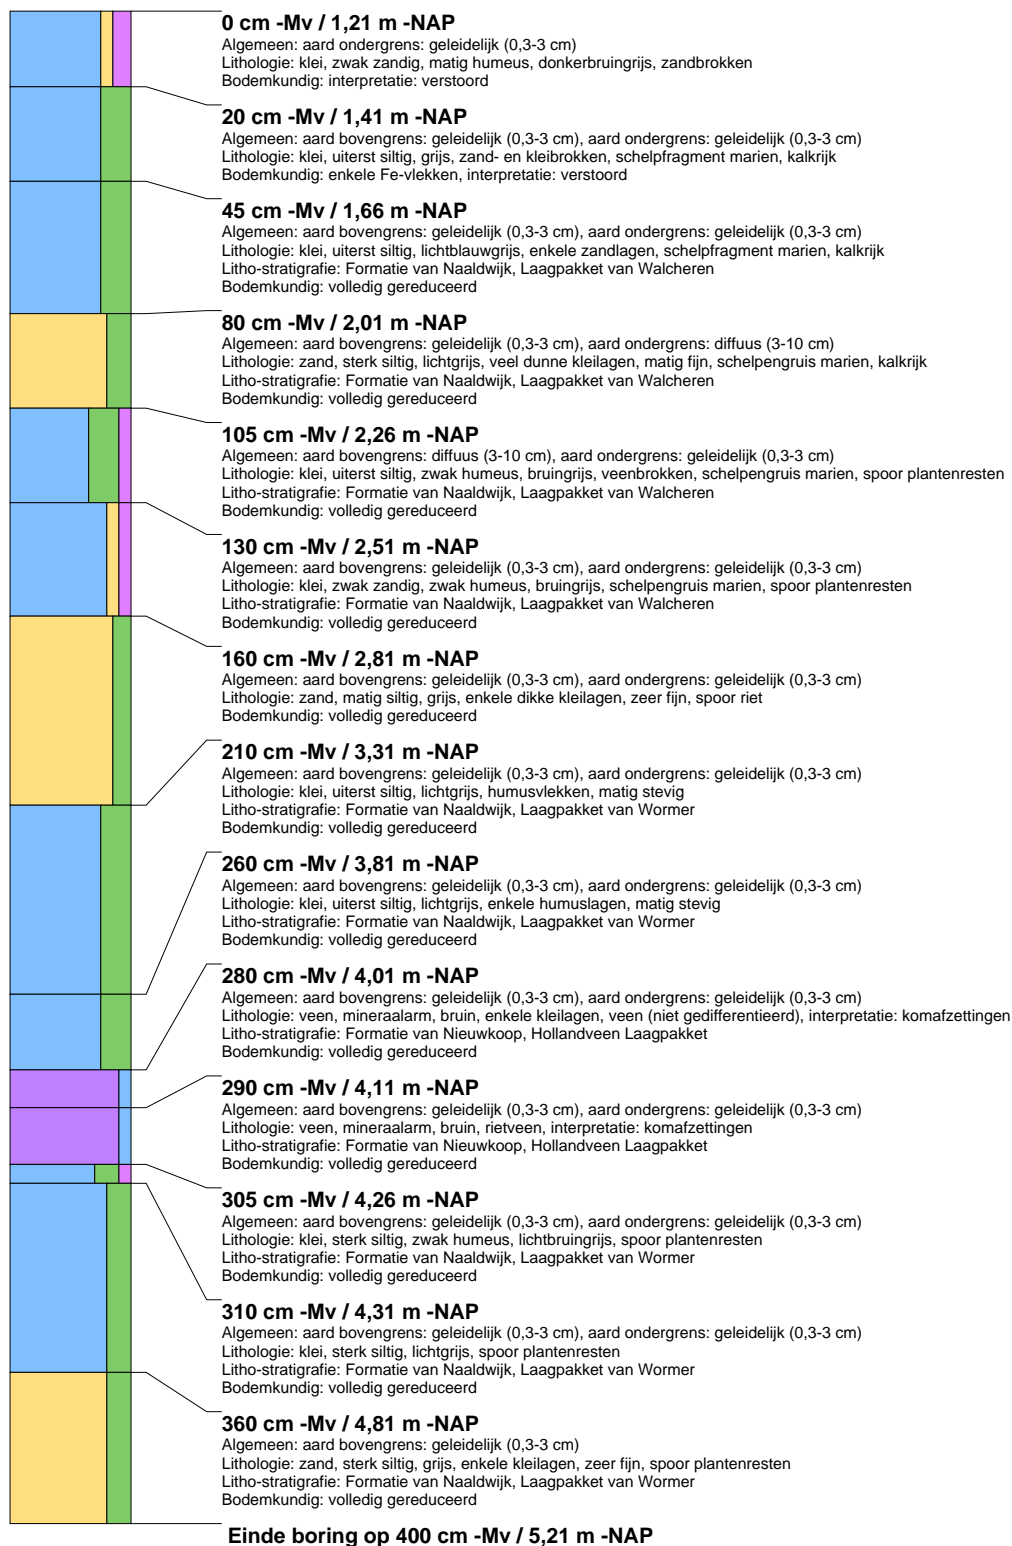 0 cm -Mv / 1,21 m -NAP
Algemeen: aard ondergrens: geleidelijk (0,3-3 cm)
Lithologie: klei, zwak zandig, matig humeus, donkerbruingrijs, zandbrokken
Bodemkundig: interpretatie: verstoord
20 cm -Mv / 1,41 m -NAP
Algemeen: aard bovengrens: geleidelijk (0,3-3 cm), aard ondergrens: geleidelijk (0,3-3 cm)
Lithologie: klei, uiterst siltig, grijs, zand- en kleibrokken, schelpfragment marien, kalkrijk
Bodemkundig: enkele Fe-vlekken, interpretatie: verstoord
45 cm -Mv / 1,66 m -NAP
Algemeen: aard bovengrens: geleidelijk (0,3-3 cm), aard ondergrens: geleidelijk (0,3-3 cm)
Lithologie: klei, uiterst siltig, lichtblauwgrijs, enkele zandlagen, schelpfragment marien, kalkrijk
Litho-stratigrafie: Formatie van Naaldwijk, Laagpakket van Walcheren
Bodemkundig: volledig gereduceerd
80 cm -Mv / 2,01 m -NAP
Algemeen: aard bovengrens: geleidelijk (0,3-3 cm), aard ondergrens: diffuus (3-10 cm)
Lithologie: zand, sterk siltig, lichtgrijs, veel dunne kleilagen, matig fijn, schelpengruis marien, kalkrijk
Litho-stratigrafie: Formatie van Naaldwijk, Laagpakket van Walcheren
Bodemkundig: volledig gereduceerd
105 cm -Mv / 2,26 m -NAP
Algemeen: aard bovengrens: diffuus (3-10 cm), aard ondergrens: geleidelijk (0,3-3 cm)
Lithologie: klei, uiterst siltig, zwak humeus, bruingrijs, veenbrokken, schelpengruis marien, spoor plantenresten
Litho-stratigrafie: Formatie van Naaldwijk, Laagpakket van Walcheren
Bodemkundig: volledig gereduceerd
130 cm -Mv / 2,51 m -NAP
Algemeen: aard bovengrens: geleidelijk (0,3-3 cm), aard ondergrens: geleidelijk (0,3-3 cm)
Lithologie: klei, zwak zandig, zwak humeus, bruingrijs, schelpengruis marien, spoor plantenresten
Litho-stratigrafie: Formatie van Naaldwijk, Laagpakket van Walcheren
Bodemkundig: volledig gereduceerd
160 cm -Mv / 2,81 m -NAP
Algemeen: aard bovengrens: geleidelijk (0,3-3 cm), aard ondergrens: geleidelijk (0,3-3 cm)
Lithologie: zand, matig siltig, grijs, enkele dikke kleilagen, zeer fijn, spoor riet
Bodemkundig: volledig gereduceerd
210 cm -Mv / 3,31 m -NAP
Algemeen: aard bovengrens: geleidelijk (0,3-3 cm), aard ondergrens: geleidelijk (0,3-3 cm)
Lithologie: klei, uiterst siltig, lichtgrijs, humusvlekken, matig stevig
Litho-stratigrafie: Formatie van Naaldwijk, Laagpakket van Wormer
Bodemkundig: volledig gereduceerd
260 cm -Mv / 3,81 m -NAP
Algemeen: aard bovengrens: geleidelijk (0,3-3 cm), aard ondergrens: geleidelijk (0,3-3 cm)
Lithologie: klei, uiterst siltig, lichtgrijs, enkele humuslagen, matig stevig
Litho-stratigrafie: Formatie van Naaldwijk, Laagpakket van Wormer
Bodemkundig: volledig gereduceerd
280 cm -Mv / 4,01 m -NAP
Algemeen: aard bovengrens: geleidelijk (0,3-3 cm), aard ondergrens: geleidelijk (0,3-3 cm)
Lithologie: veen, mineraalarm, bruin, enkele kleilagen, veen (niet gedifferentieerd), interpretatie: komafzettingen
Litho-stratigrafie: Formatie van Nieuwkoop, Hollandveen Laagpakket
Bodemkundig: volledig gereduceerd
290 cm -Mv / 4,11 m -NAP
Algemeen: aard bovengrens: geleidelijk (0,3-3 cm), aard ondergrens: geleidelijk (0,3-3 cm)
Lithologie: veen, mineraalarm, bruin, rietveen, interpretatie: komafzettingen
Litho-stratigrafie: Formatie van Nieuwkoop, Hollandveen Laagpakket
Bodemkundig: volledig gereduceerd
305 cm -Mv / 4,26 m -NAP
Algemeen: aard bovengrens: geleidelijk (0,3-3 cm), aard ondergrens: geleidelijk (0,3-3 cm)
Lithologie: klei, sterk siltig, zwak humeus, lichtbruingrijs, spoor plantenresten
Litho-stratigrafie: Formatie van Naaldwijk, Laagpakket van Wormer
Bodemkundig: volledig gereduceerd
310 cm -Mv / 4,31 m -NAP
Algemeen: aard bovengrens: geleidelijk (0,3-3 cm), aard ondergrens: geleidelijk (0,3-3 cm)
Lithologie: klei, sterk siltig, lichtgrijs, spoor plantenresten
Litho-stratigrafie: Formatie van Naaldwijk, Laagpakket van Wormer
Bodemkundig: volledig gereduceerd
360 cm -Mv / 4,81 m -NAP
Algemeen: aard bovengrens: geleidelijk (0,3-3 cm)
Lithologie: zand, sterk siltig, grijs, enkele kleilagen, zeer fijn, spoor plantenresten
Litho-stratigrafie: Formatie van Naaldwijk, Laagpakket van Wormer
Bodemkundig: volledig gereduceerd
Einde boring op 400 cm -Mv / 5,21 m -NAP